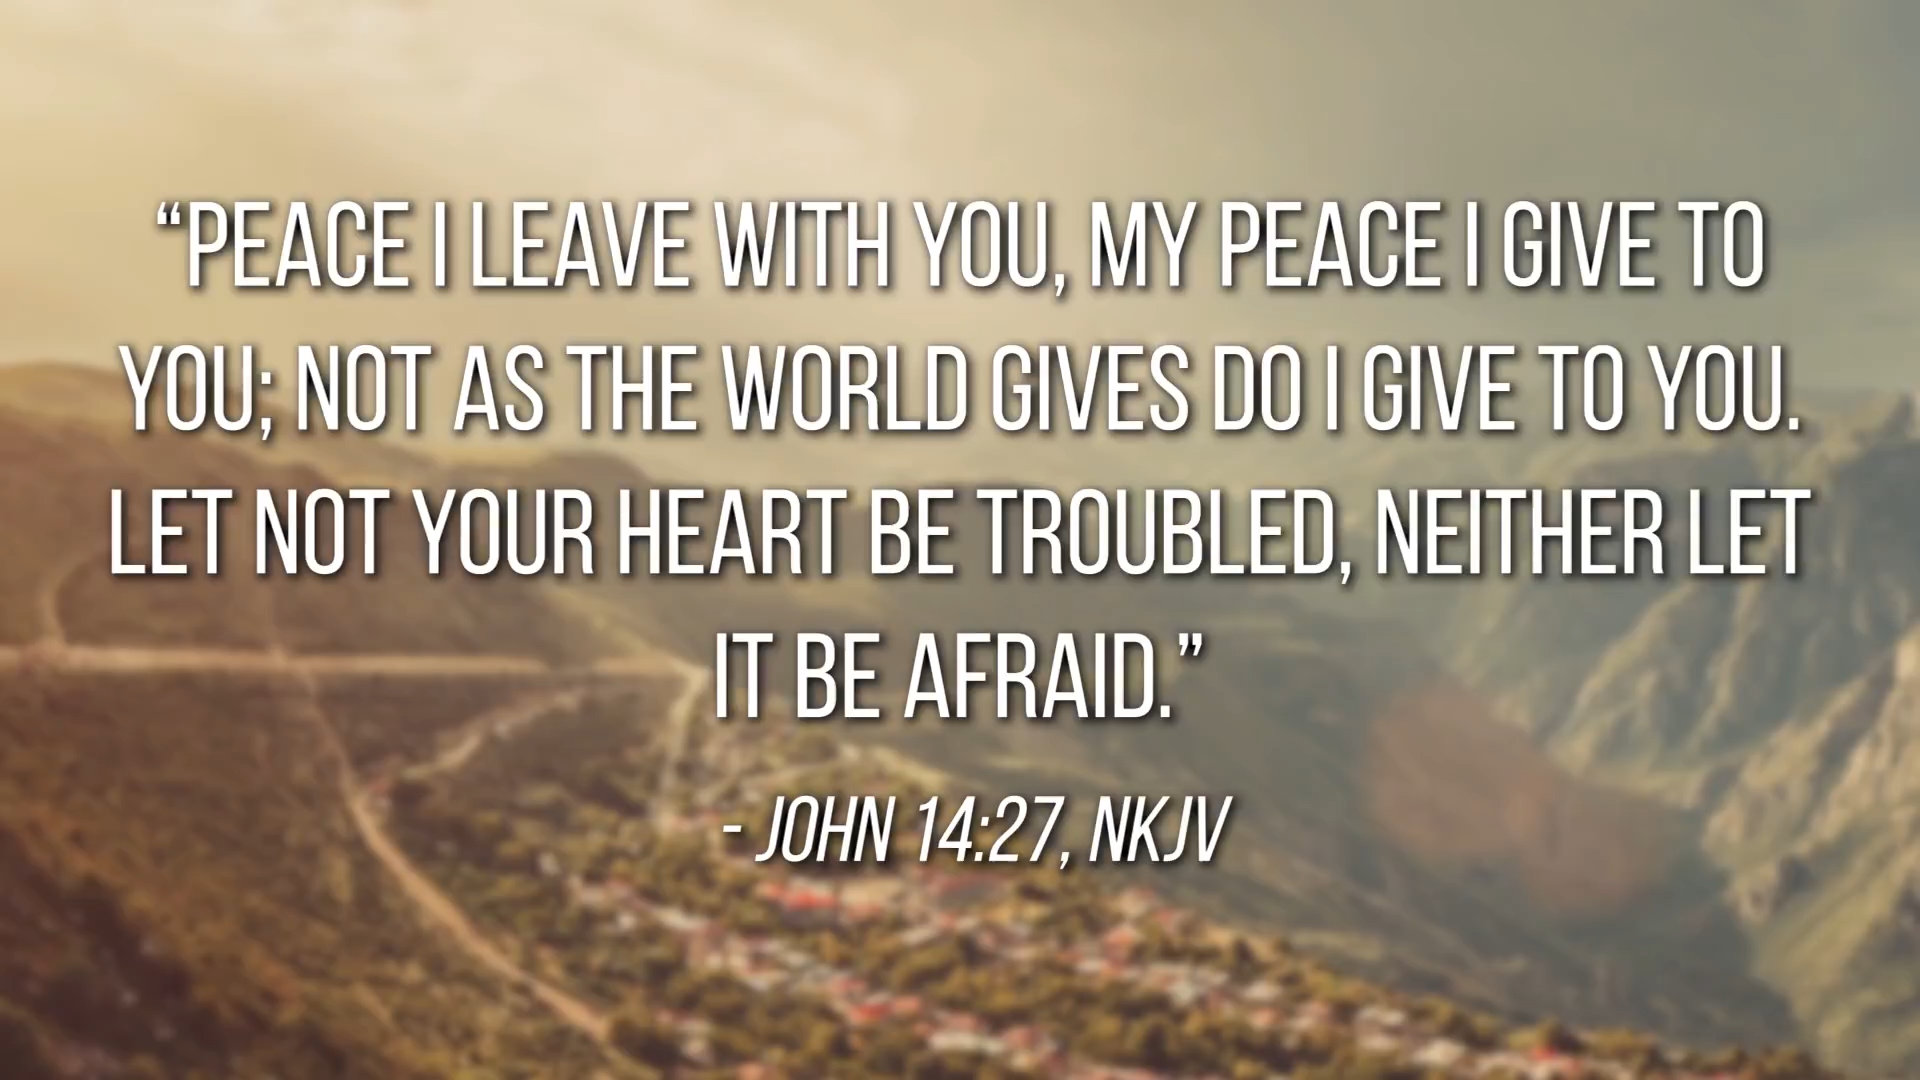 “PEACE I LEAVE WITH YOU, MY PEACE I GIVE TO
YOU; NOT AS THE WORLD GIVES DO I GIVE TO YOU.
LET NOT YOUR HEART BE TROUBLED, NEITHER LET
IT BE AFRAID.”
- JOHN 14:27, NKJV